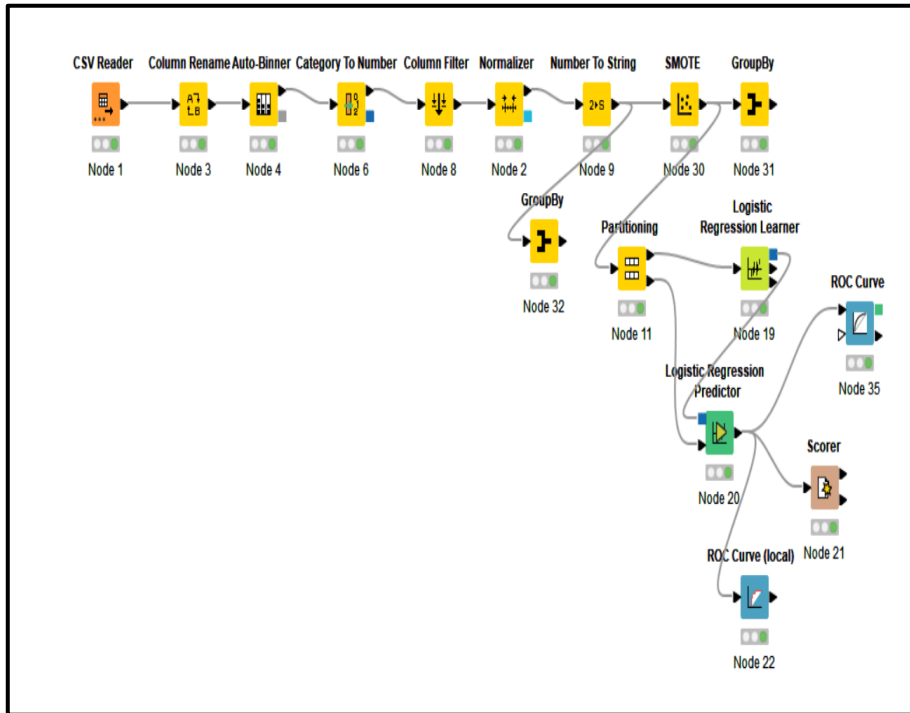 CSV Reader
Column Rename
Auto-Binner
Category To Number
Column Filter
Normalizer
Number To String
SMOTE
GroupBy
Node 1
Node 3
Node 4
Node 6
Node 8
Node 2
Node 9
Node 30
Node 31
GroupBy
Node 32
Partitioning
Node 11
Logistic
Regression Learner
Node 19
ROC Curve
Node 35
Logistic Regression
Predictor
Node 20
Scorer
Node 21
ROC Curve (local)
Node 22